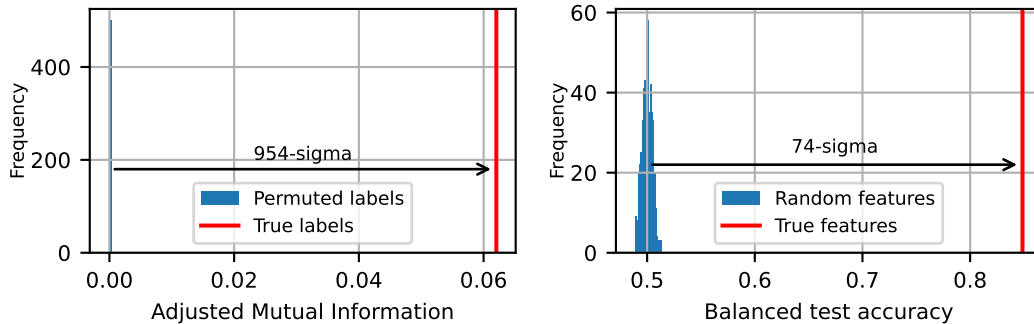 Frequency
400
200
0
954-sigma
Permuted labels
True labels
0.00
0.02
0.04
0.06
Adjusted Mutual Information
Frequency
60
40
20
0
74-sigma
Random features
True features
0.5
0.6
0.7
0.8
Balanced test accuracy